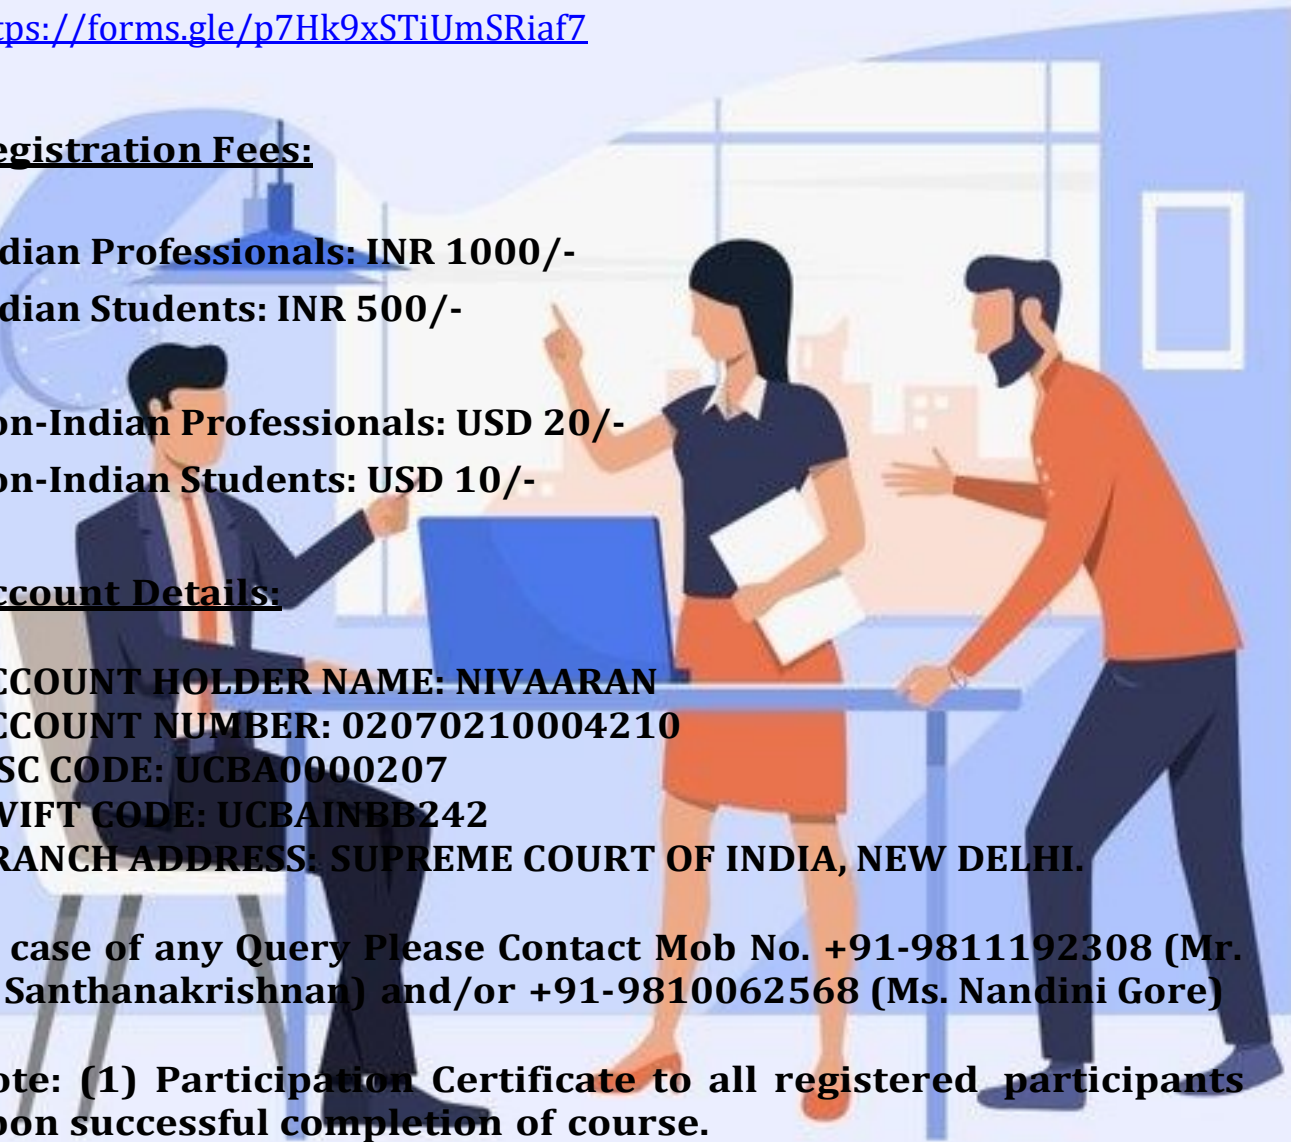 tps://forms.gle/p7Hk9xSTiUmSRiaf7
egistration Fees:
dian Professionals: INR 1000/-
dian Students: INR 500/-
on-Indian Professionals: USD 20/-
on-Indian Students: USD 10/-
ccount Details:
CCOUNT HOLDER NAME: NIVAARAN
CCOUNT NUMBER: 02070210004210
SC CODE: UCBA0000207
WIFT CODE: UCBAINBB242
RANCH ADDRESS: SUPREME COURT OF INDIA, NEW DELHI.
case of any Query Please Contact Mob No. +91-9811192308 (Mr.
Santhanakrishnan) and/or +91-9810062568 (Ms. Nandini Gore)
ote: (1) Participation Certificate to all registered participants
pon successful completion of course.